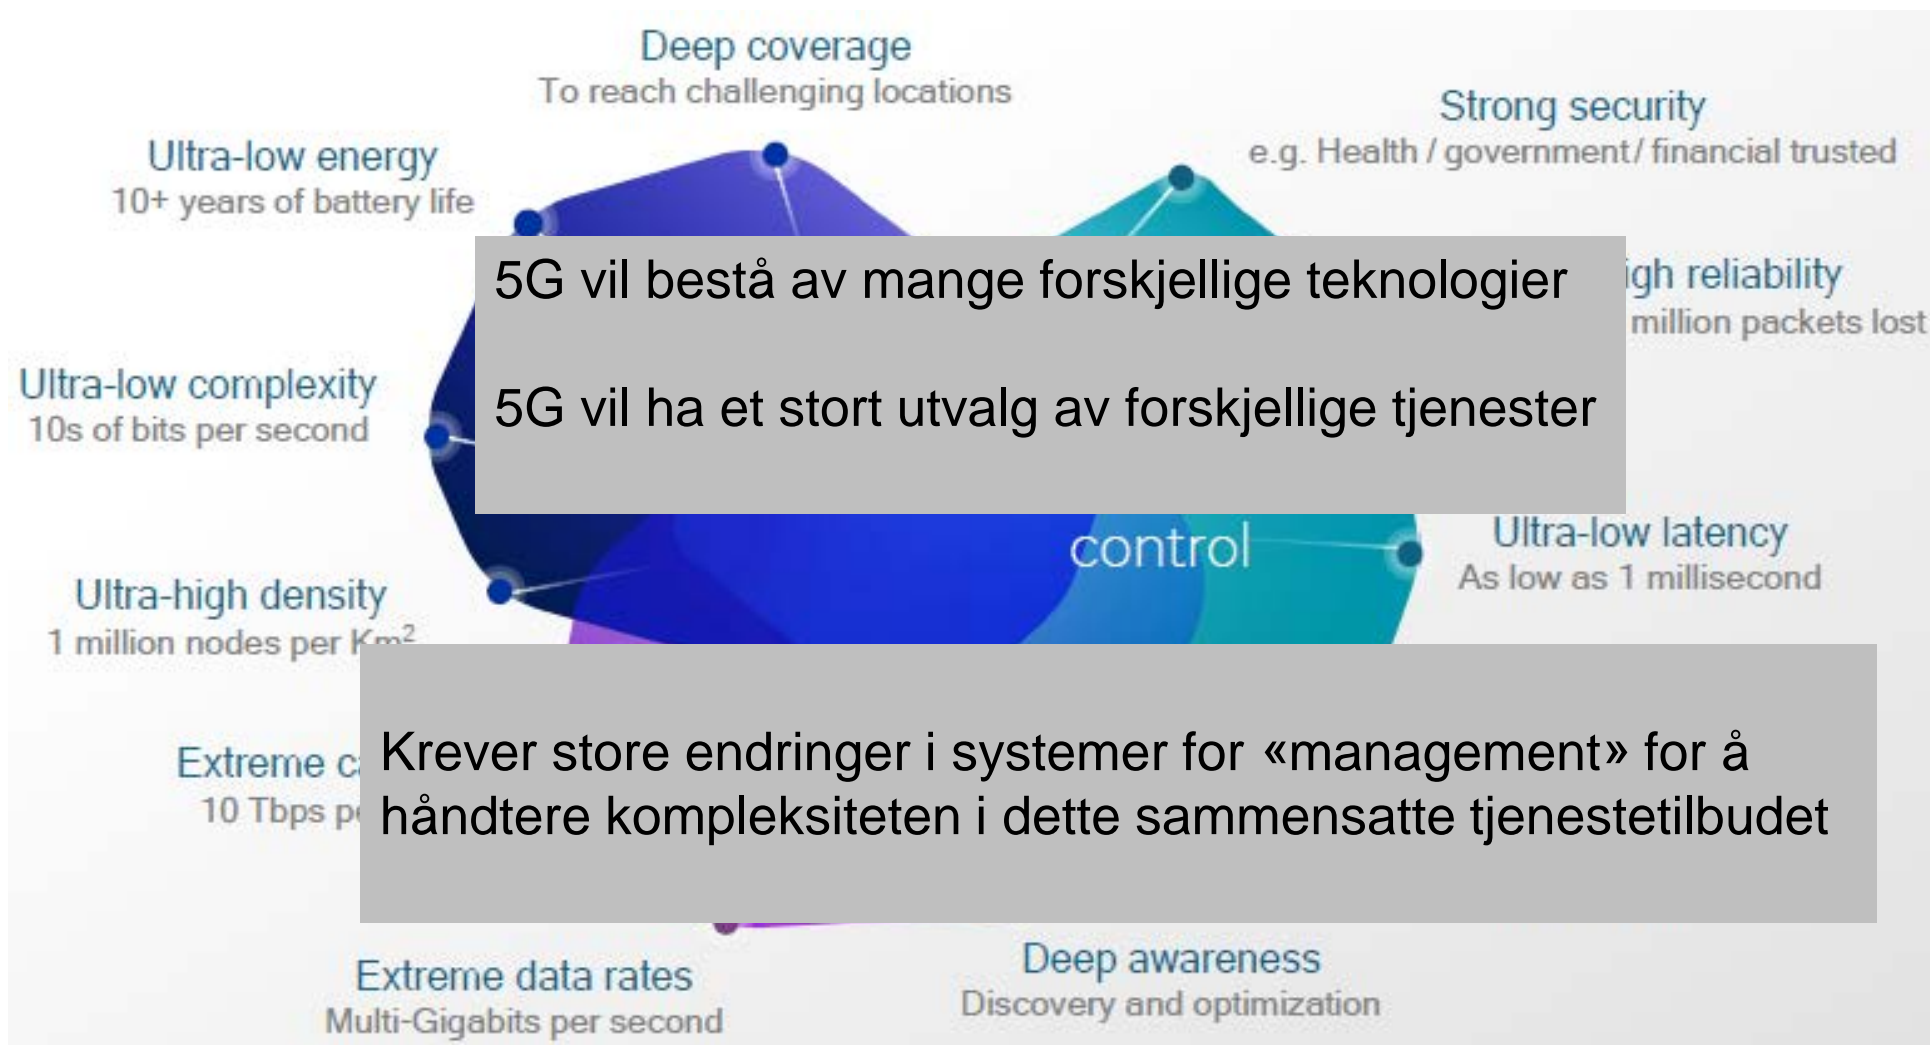 Deep coverage
To reach challenging locations
Strong security
e.g. Health / government / financial trusted
Ultra-low energy
10+ years of battery life
5G vil bestå av mange forskjellige teknologier
5G vil ha et stort utvalg av forskjellige tjenester
reliability
million packets lost
Ultra-low complexity
10s of bits per second
control
Ultra-low latency
As low as 1 millisecond
Ultra-high density
1 million nodes per Km²
Krever store endringer i systemer for «management» for å
håndtere kompleksiteten i dette sammensatte tjenestetilbudet
Extreme
10 Tbps
Extreme data rates
Multi-Gigabits per second
Deep awareness
Discovery and optimization